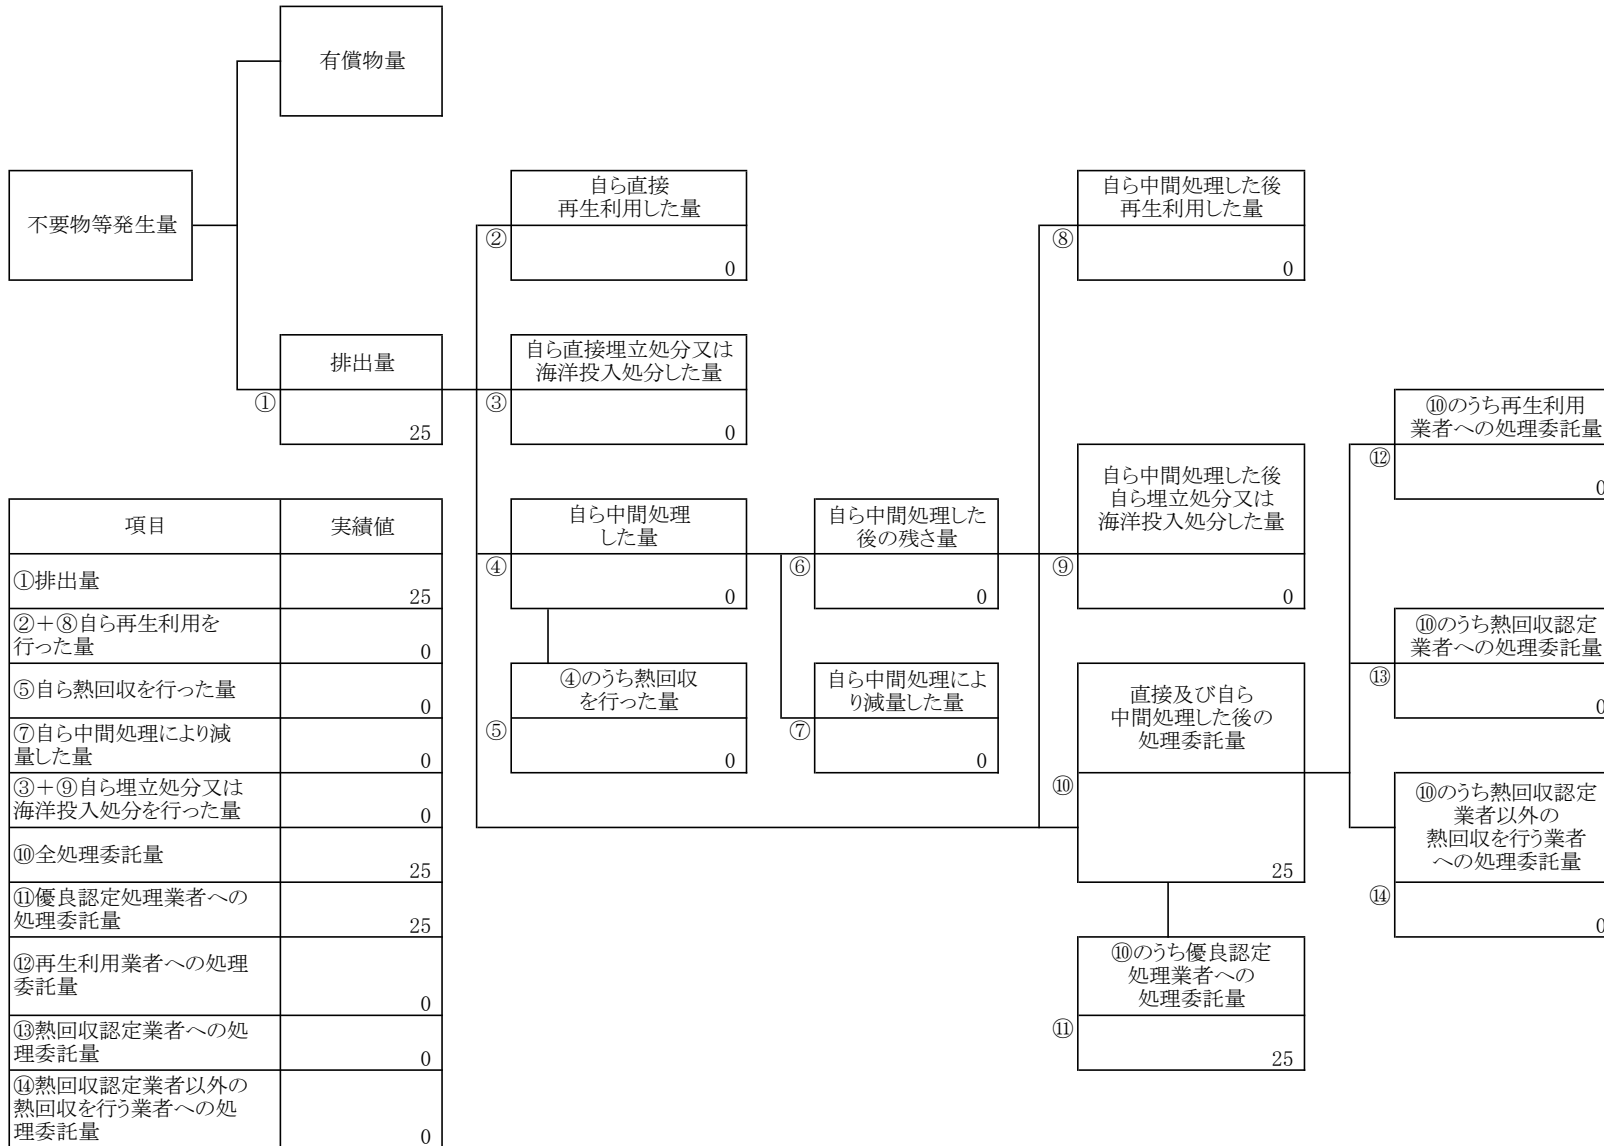 有償物量
不要物等発生量
自ら直接
再生利用した量
②
0
自ら中間処理した後
再生利用した量
⑧
0
排出量
①
25
自ら直接埋立処分又は
海洋投入処分した量
③
0
⑩のうち再生利用
業者への処理委託量
⑫
0
自ら中間処理した後
自ら埋立処分又は
海洋投入処分した量
⑨
0
自ら中間処理
した量
④
0
自ら中間処理した
後の残さ量
⑥
0
⑩のうち熱回収認定
業者への処理委託量
⑬
0
④のうち熱回収
を行った量
⑤
0
自ら中間処理によ
り減量した量
⑦
0
直接及び自ら
中間処理した後の
処理委託量
⑩
25
⑩のうち熱回収認定
業者以外の
熱回収を行う業者
への処理委託量
⑭
0
⑩のうち優良認定
処理業者への
処理委託量
⑪
25
項目 実績値
①排出量
25
②+⑧自ら再生利用を
行った量
0
⑤自ら熱回収を行った量
0
⑦自ら中間処理により減
量した量
0
③+⑨自ら埋立処分又は
海洋投入処分を行った量
0
⑩全処理委託量
25
⑪優良認定処理業者への
処理委託量
25
⑫再生利用業者への処理
委託量
0
⑬熱回収認定業者への処
理委託量
0
⑭熱回収認定業者以外の
熱回収を行う業者への処
理委託量
0